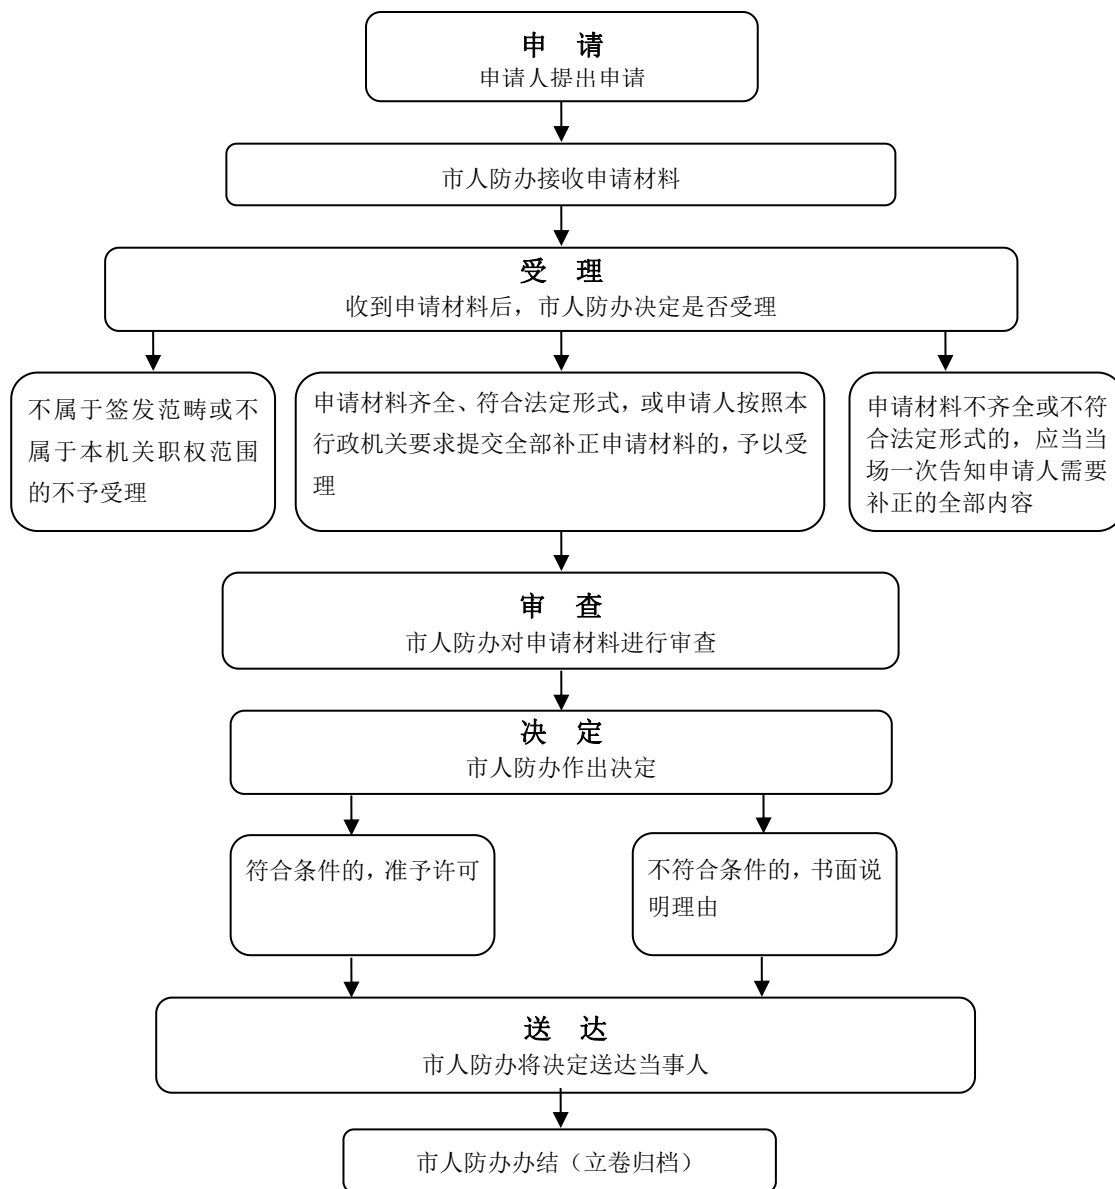 申 请
申请人提出申请
市人防办接收申请材料
受 理
收到申请材料后，市人防办决定是否受理
不属于签发范畴或不
属于本机关职权范围
的不予受理
申请材料齐全、符合法定形式，或申请人按照本
行政机关要求提交全部补正申请材料的，予以受
理
申请材料不齐全或不符
合法定形式的，应当当
场一次告知申请人需要
补正的全部内容
审 查
市人防办对申请材料进行审查
决 定
市人防办作出决定
符合条件的，准予许可
不符合条件的，书面说
明理由
送 达
市人防办将决定送达当事人
市人防办办结（立卷归档）